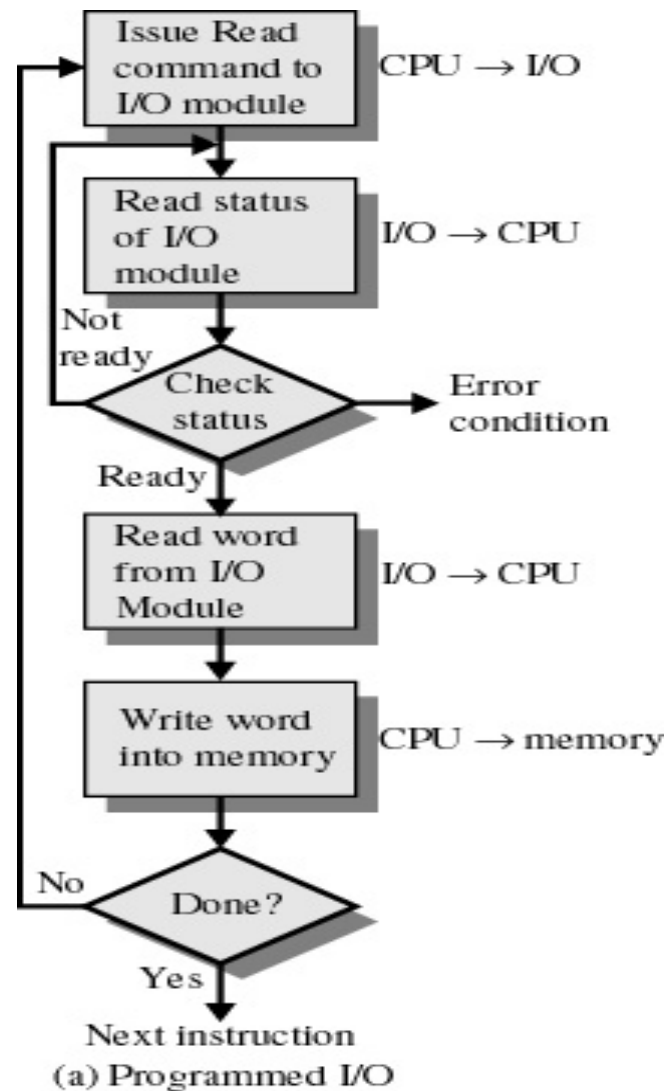 Issue Read
command to
I/O module
CPU → I/O
Read status
of I/O
module
I/O → CPU
Not
ready
Check
status
Error
condition
Ready
Read word
from I/O
Module
I/O → CPU
Write word
into memory
CPU → memory
No
Done?
Yes
Next instruction
(a) Programmed I/O